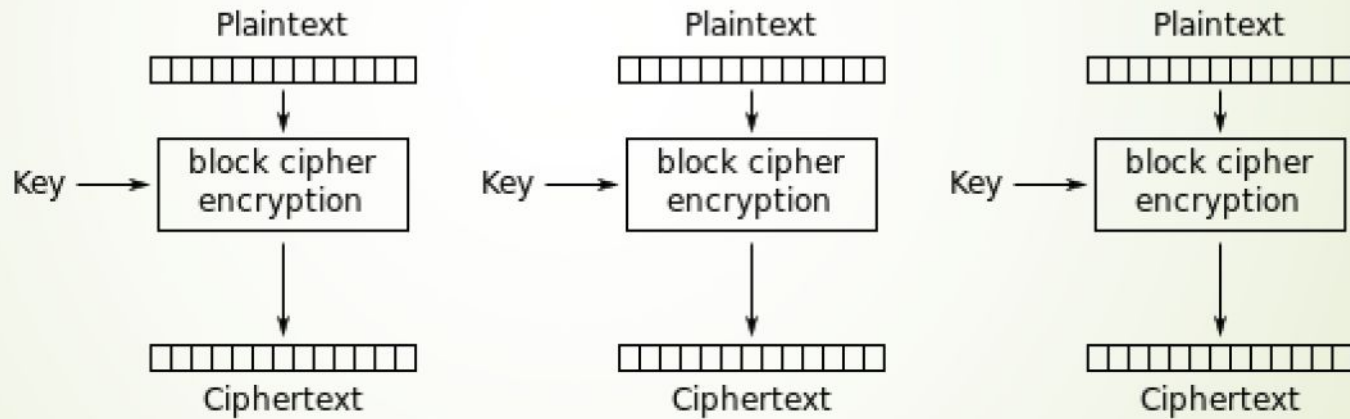 Plaintext
Plaintext
Plaintext
Key
block cipher
encryption
Key
block cipher
encryption
Key
block cipher
encryption
Ciphertext
Ciphertext
Ciphertext